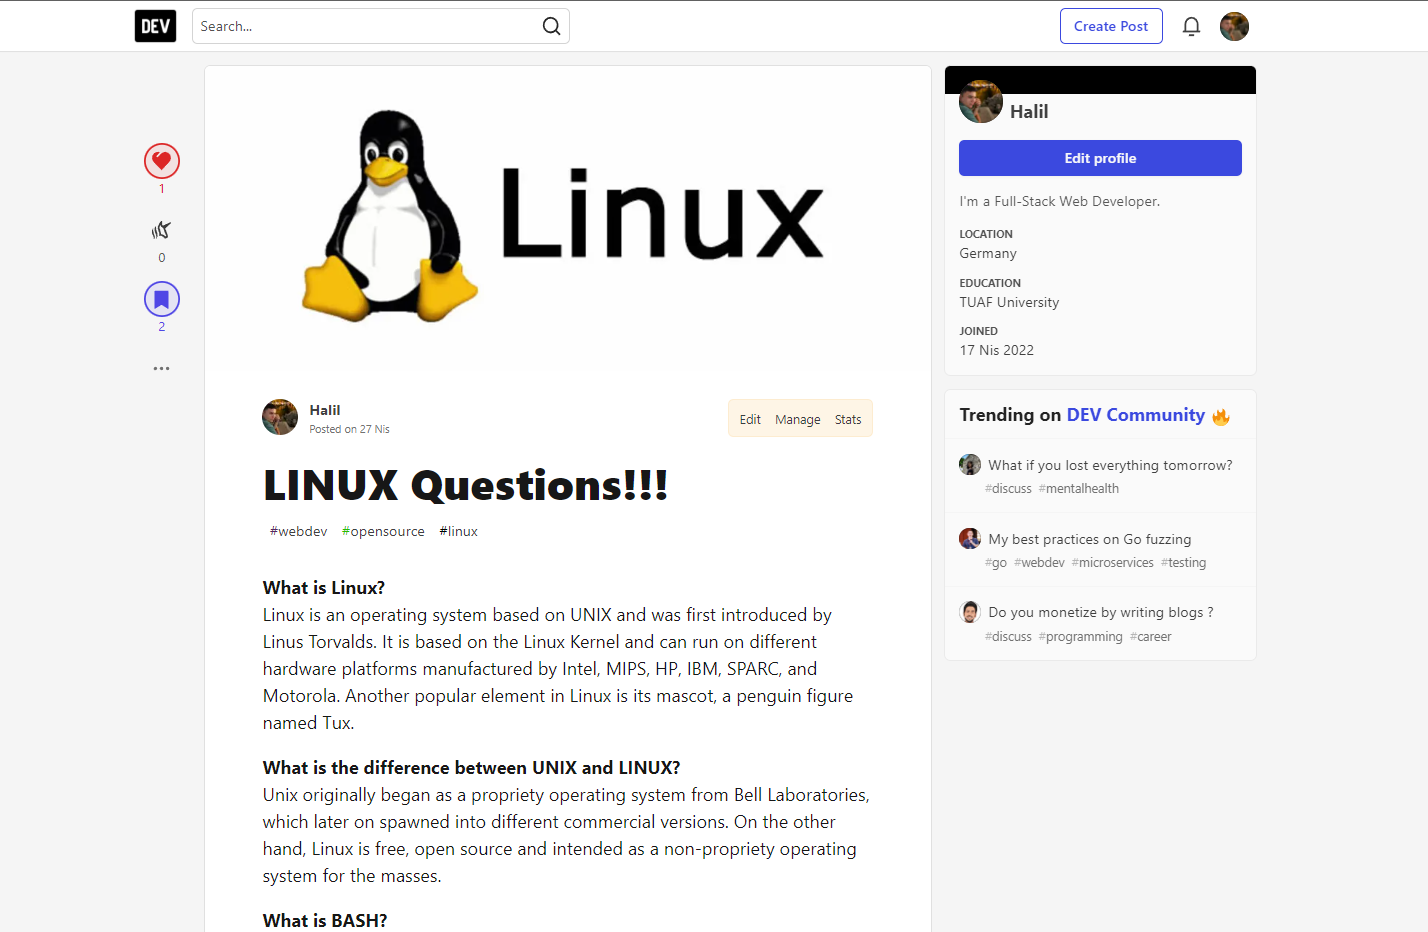 DEV
Search...
Create Post
Linux
1
0
2
Halil
Posted on 27 Nis
Edit Manage Stats
LINUX Questions!!!
#webdev #opensource #linux
What is Linux?
Linux is an operating system based on UNIX and was first introduced by
Linus Torvalds. It is based on the Linux Kernel and can run on different
hardware platforms manufactured by Intel, MIPS, HP, IBM, SPARC, and
Motorola. Another popular element in Linux is its mascot, a penguin figure
named Tux.
What is the difference between UNIX and LINUX?
Unix originally began as a propriety operating system from Bell Laboratories,
which later on spawned into different commercial versions. On the other
hand, Linux is free, open source and intended as a non-propriety operating
system for the masses.
What is BASH?
Halil
Edit profile
I'm a Full-Stack Web Developer.
LOCATION
Germany
EDUCATION
TUAF University
JOINED
17 Nis 2022
Trending on DEV Community 🔥
What if you lost everything tomorrow?
#discuss #mentalhealth
My best practices on Go fuzzing
#go #webdev #microservices #testing
Do you monetize by writing blogs ?
#discuss #programming #career